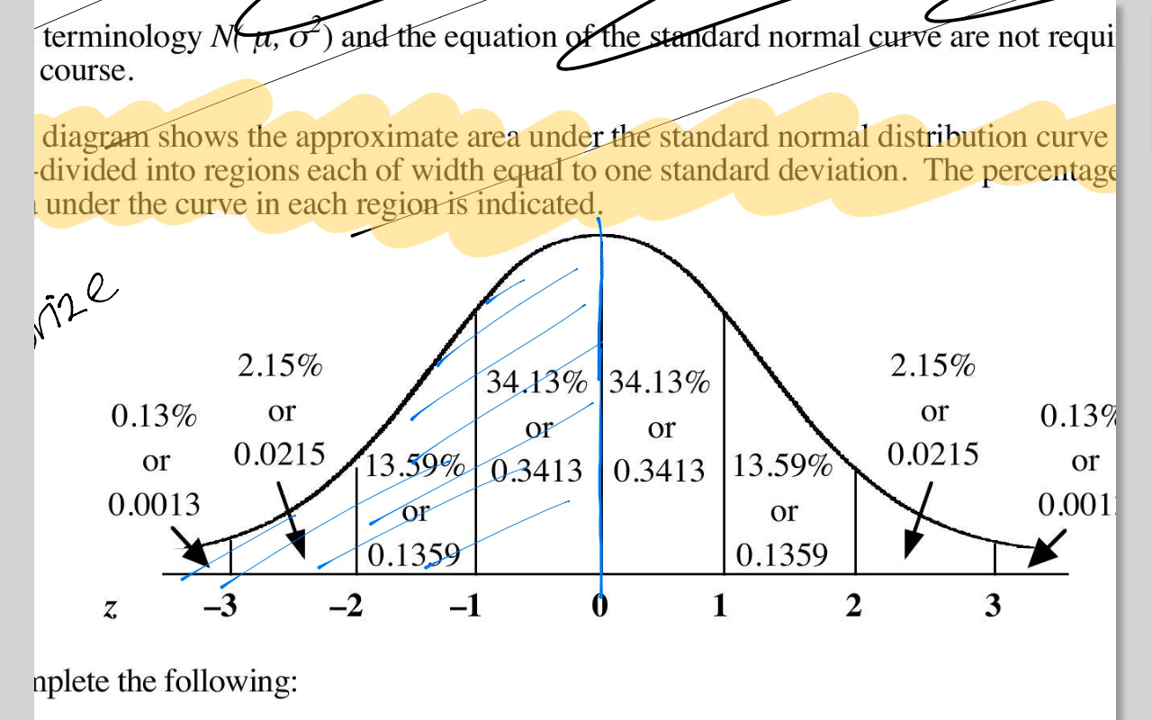 terminology N( μ, σ²) and the equation of the standard normal curve are not requi
course.
diagram shows the approximate area under the standard normal distribution curve
-divided into regions each of width equal to one standard deviation. The percentage
under the curve in each region is indicated.
rize
0.13% or 0.0013
2.15% or 0.0215
13.59% or 0.1359
34.13% or 0.3413
34.13% or 0.3413
13.59% or 0.1359
2.15% or 0.0215
0.13% or 0.001
z –3 –2 –1 0 1 2 3
mplete the following: